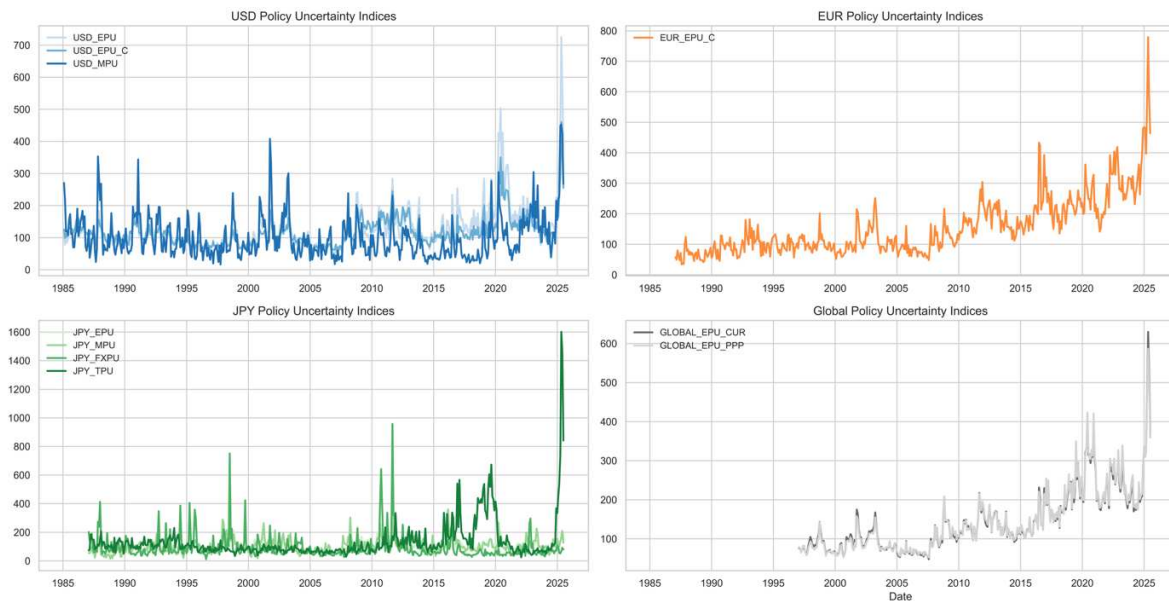 USD Policy Uncertainty Indices
USD_EPU
USD_EPU_C
USD_MPU
700
600
500
400
300
200
100
0
1985 1990 1995 2000 2005 2010 2015 2020 2025
EUR Policy Uncertainty Indices
EUR_EPU_C
800
700
600
500
400
300
200
100
0
1985 1990 1995 2000 2005 2010 2015 2020 2025
JPY Policy Uncertainty Indices
JPY_EPU
JPY_MPU
JPY_FXPU
JPY_TPU
1600
1400
1200
1000
800
600
400
200
0
1985 1990 1995 2000 2005 2010 2015 2020 2025
Global Policy Uncertainty Indices
GLOBAL_EPU_CUR
GLOBAL_EPU_PPP
600
500
400
300
200
100
1985 1990 1995 2000 2005 2010 2015 2020 2025
Date